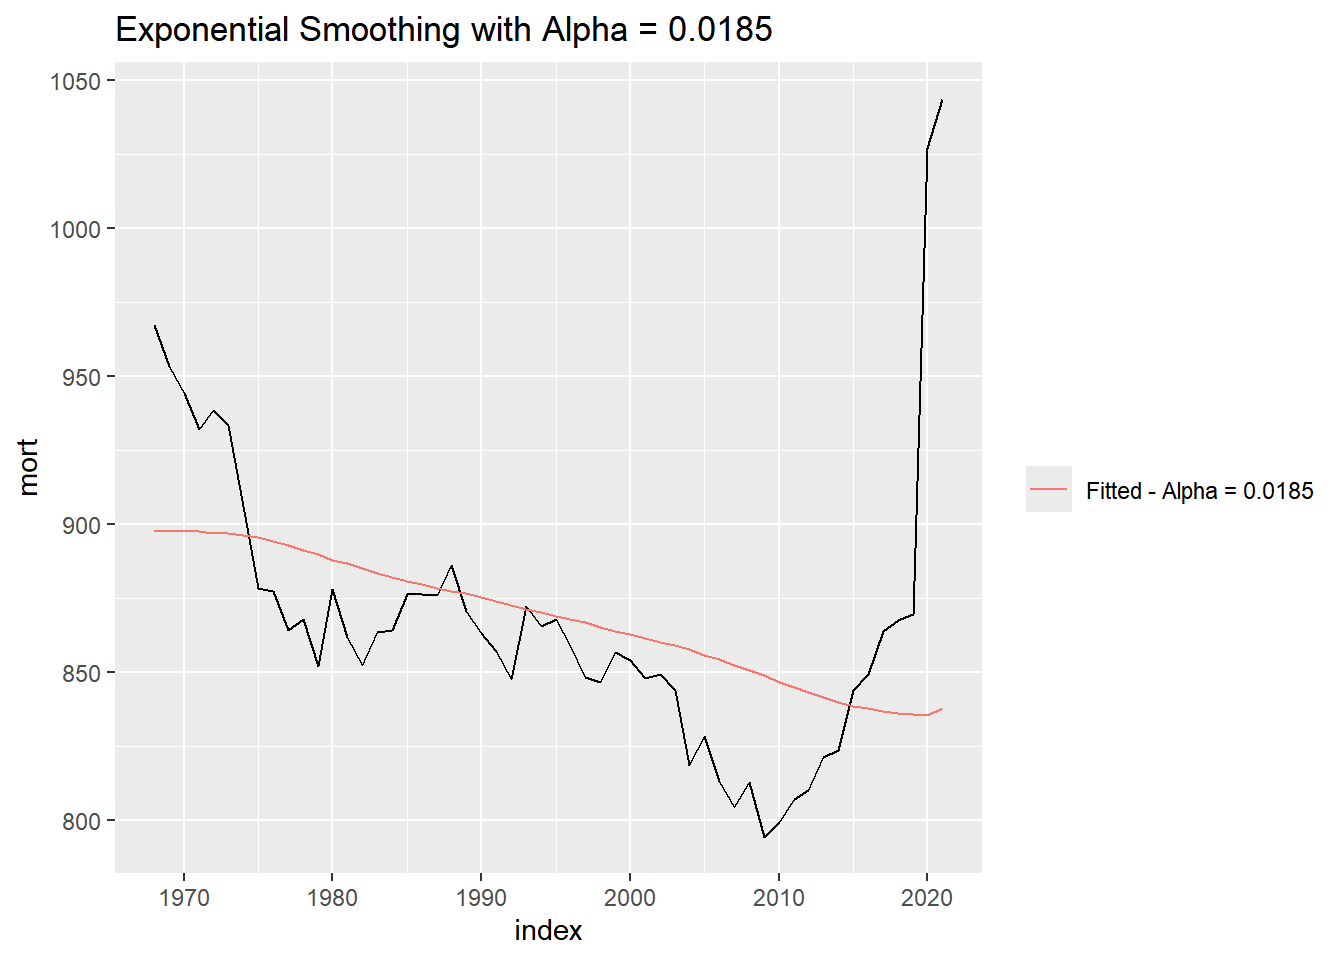 Exponential Smoothing with Alpha = 0.0185
1050
1000
950
900
850
800
mort
1970 1980 1990 2000 2010 2020
index
Fitted - Alpha = 0.0185